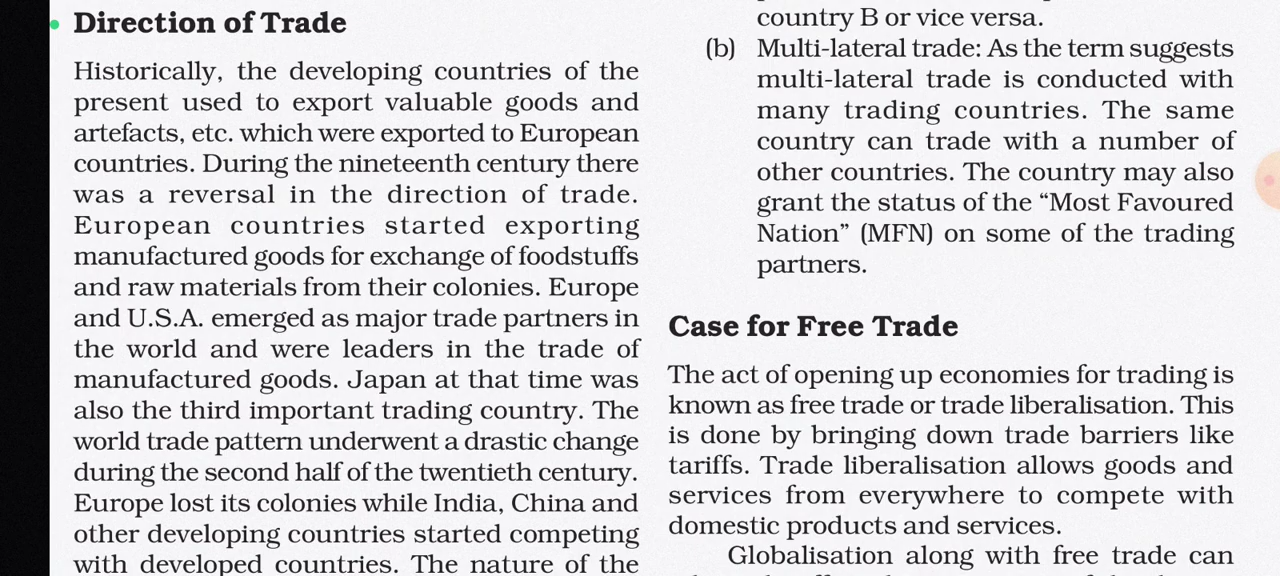 Direction of Trade
Historically, the developing countries of the
present used to export valuable goods and
artefacts, etc. which were exported to European
countries. During the nineteenth century there
was a reversal in the direction of trade.
European countries started exporting
manufactured goods for exchange of foodstuffs
and raw materials from their colonies. Europe
and U.S.A. emerged as major trade partners in
the world and were leaders in the trade of
manufactured goods. Japan at that time was
also the third important trading country. The
world trade pattern underwent a drastic change
during the second half of the twentieth century.
Europe lost its colonies while India, China and
other developing countries started competing
with developed countries. The nature of the
country B or vice versa.
(b) Multi-lateral trade: As the term suggests
multi-lateral trade is conducted with
many trading countries. The same
country can trade with a number of
other countries. The country may also
grant the status of the “Most Favoured
Nation” (MFN) on some of the trading
partners.
Case for Free Trade
The act of opening up economies for trading is
known as free trade or trade liberalisation. This
is done by bringing down trade barriers like
tariffs. Trade liberalisation allows goods and
services from everywhere to compete with
domestic products and services.
Globalisation along with free trade can